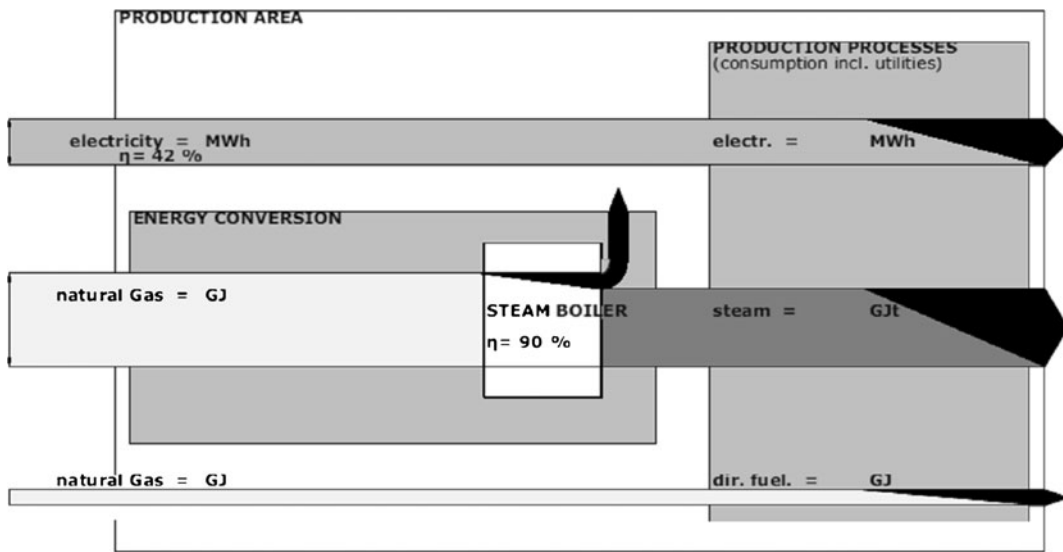 PRODUCTION AREA
PRODUCTION PROCESSES
(consumption incl. utilities)
electricity = MWh
η= 42 %
electr. = MWh
ENERGY CONVERSION
natural Gas = GJ
STEAM BOILER
η= 90 %
steam = GJt
natural Gas = GJ
dir. fuel. = GJ